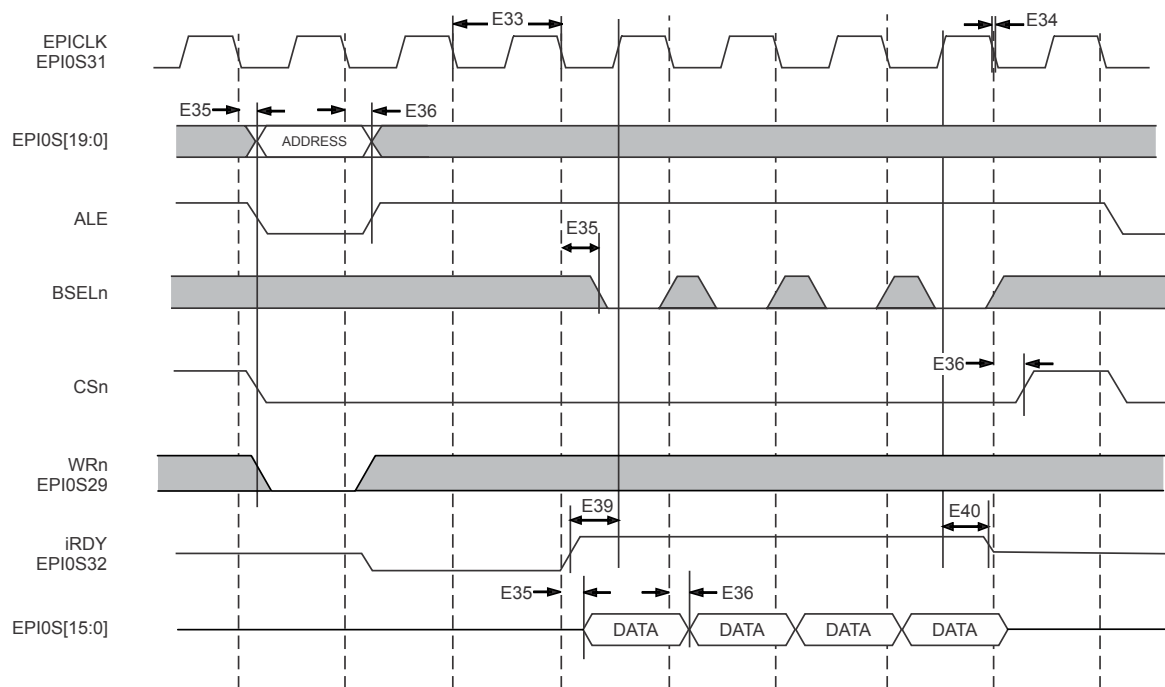 E33
E34
EPICLK
EPI0S31
E35
E36
EPI0S[19:0]
ADDRESS
ALE
E35
BSELn
E36
CSn
WRn
EPI0S29
E39
E40
iRDY
EPI0S32
E35
E36
EPI0S[15:0]
DATA DATA DATA DATA